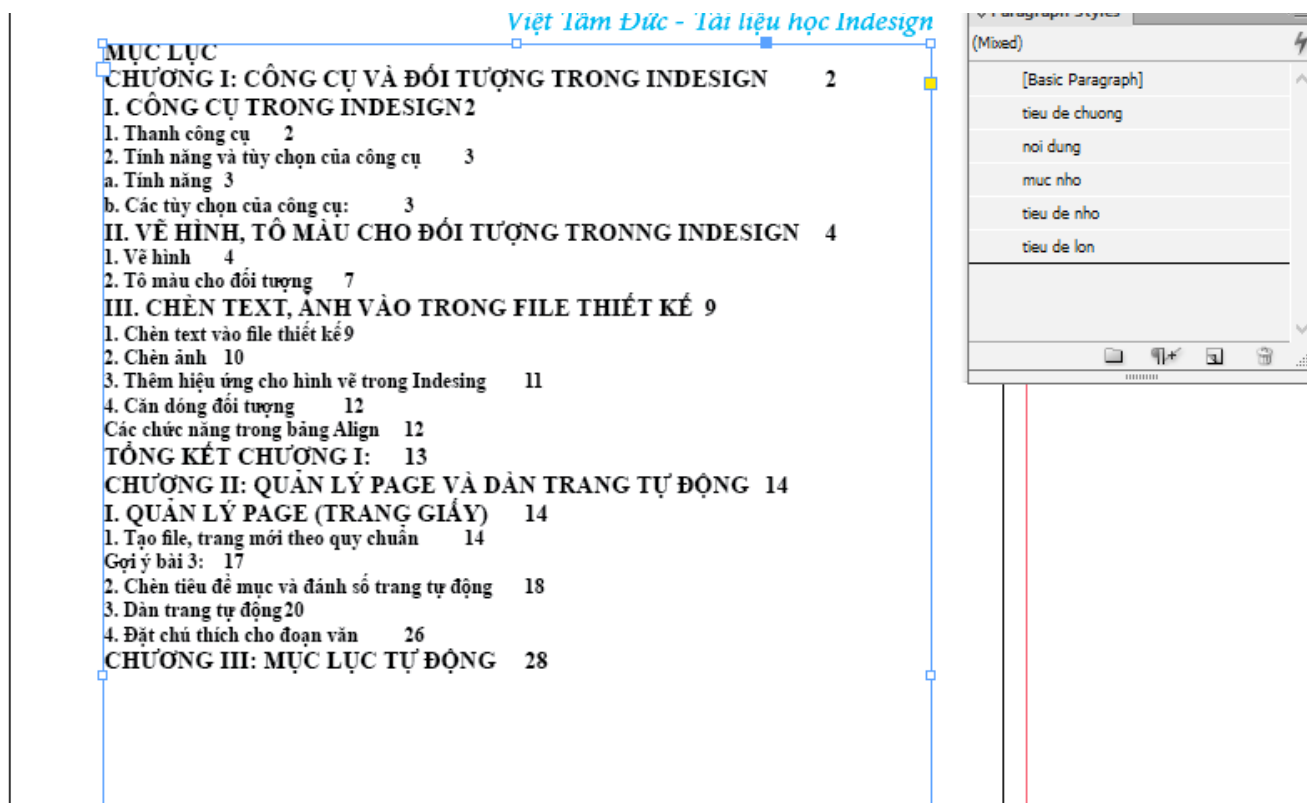 Việt Tâm Đức - Tài liệu học Indesign
Paragraph Styles
(Mixed)
[Basic Paragraph]
tieu de chuong
noi dung
muc nho
tieu de nho
tieu de lon
MỤC LỤC
CHƯƠNG I: CÔNG CỤ VÀ ĐỐI TƯỢNG TRONG INDESIGN 2
I. CÔNG CỤ TRONG INDESIGN2
1. Thanh công cụ 2
2. Tính năng và tùy chọn của công cụ 3
a. Tính năng 3
b. Các tùy chọn của công cụ: 3
II. VẼ HÌNH, TÔ MÀU CHO ĐỐI TƯỢNG TRONNG INDESIGN 4
1. Vẽ hình 4
2. Tô màu cho đối tượng 7
III. CHÈN TEXT, ẢNH VÀO TRONG FILE THIẾT KẾ 9
1. Chèn text vào file thiết kế9
2. Chèn ảnh 10
3. Thêm hiệu ứng cho hình vẽ trong Indesing 11
4. Căn dóng đối tượng 12
Các chức năng trong bảng Align 12
TỔNG KẾT CHƯƠNG I: 13
CHƯƠNG II: QUẢN LÝ PAGE VÀ DÀN TRANG TỰ ĐỘNG 14
I. QUẢN LÝ PAGE (TRANG GIẤY) 14
1. Tạo file, trang mới theo quy chuẩn 14
Gợi ý bài 3: 17
2. Chèn tiêu đề mục và đánh số trang tự động 18
3. Dàn trang tự động20
4. Đặt chú thích cho đoạn văn 26
CHƯƠNG III: MỤC LỤC TỰ ĐỘNG 28